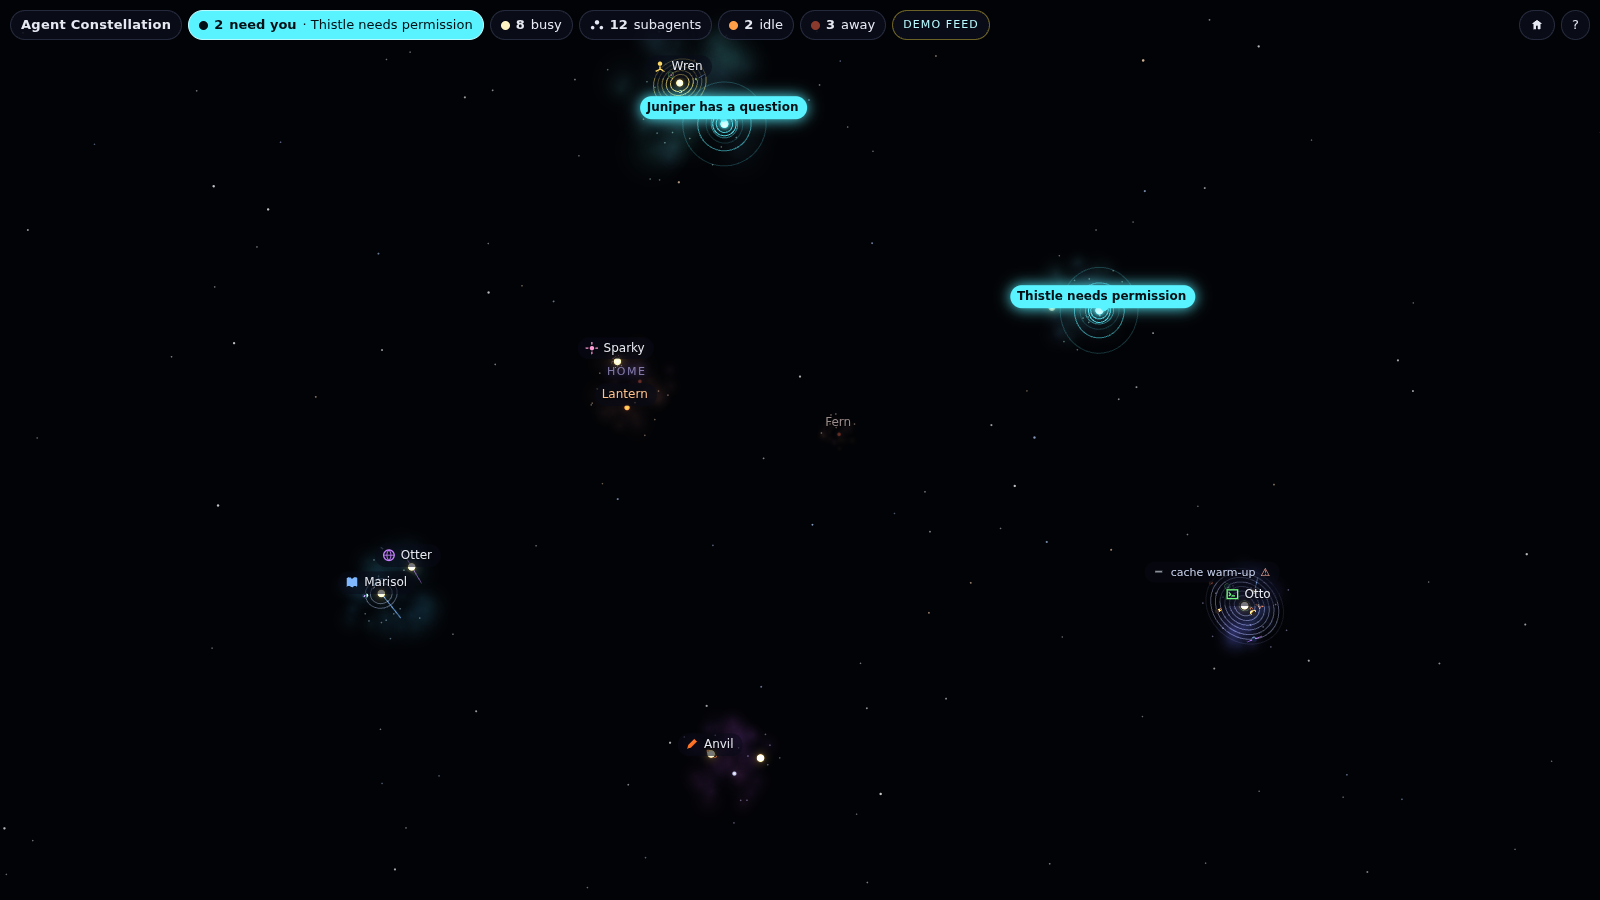 Agent Constellation
2 need you · Thistle needs permission
8 busy
12 subagents
2 idle
3 away
DEMO FEED
?
Wren
Juniper has a question
Thistle needs permission
Sparky
HOME
Lantern
Fern
Otter
Marisol
cache warm-up ⚠
Otto
Anvil